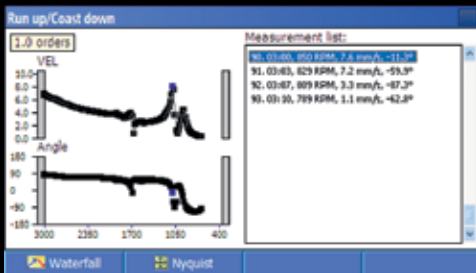 Run up/Coast down
1.0 orders
VEL
10.0
8.0
6.0
4.0
2.0
0.0
Angle
180
90
0
-90
-180
3000
2350
1700
1050
400
Measurement list:
90. 03:00, 850 RPM, 7.6 mm/s, -11.3°
91. 03:03, 829 RPM, 7.2 mm/s, -59.9°
92. 03:07, 809 RPM, 3.3 mm/s, -87.3°
93. 03:10, 789 RPM, 1.1 mm/s, -62.8°
Waterfall
Nyquist